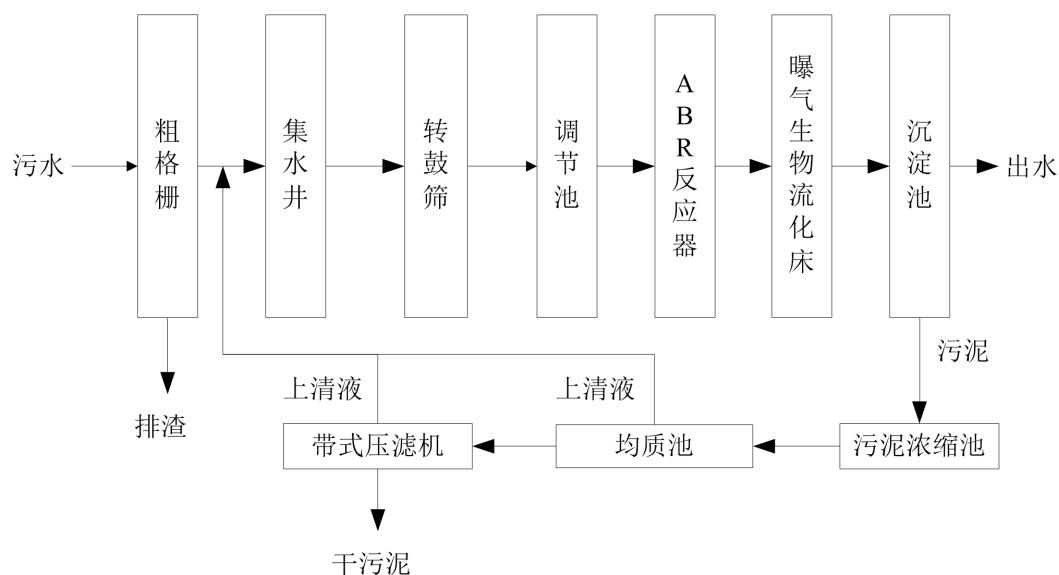 污水
粗格栅
集水井
转鼓筛
调节池
ABR反应器
曝气生物流化床
沉淀池
出水
排渣
上清液
上清液
污泥
带式压滤机
均质池
污泥浓缩池
干污泥